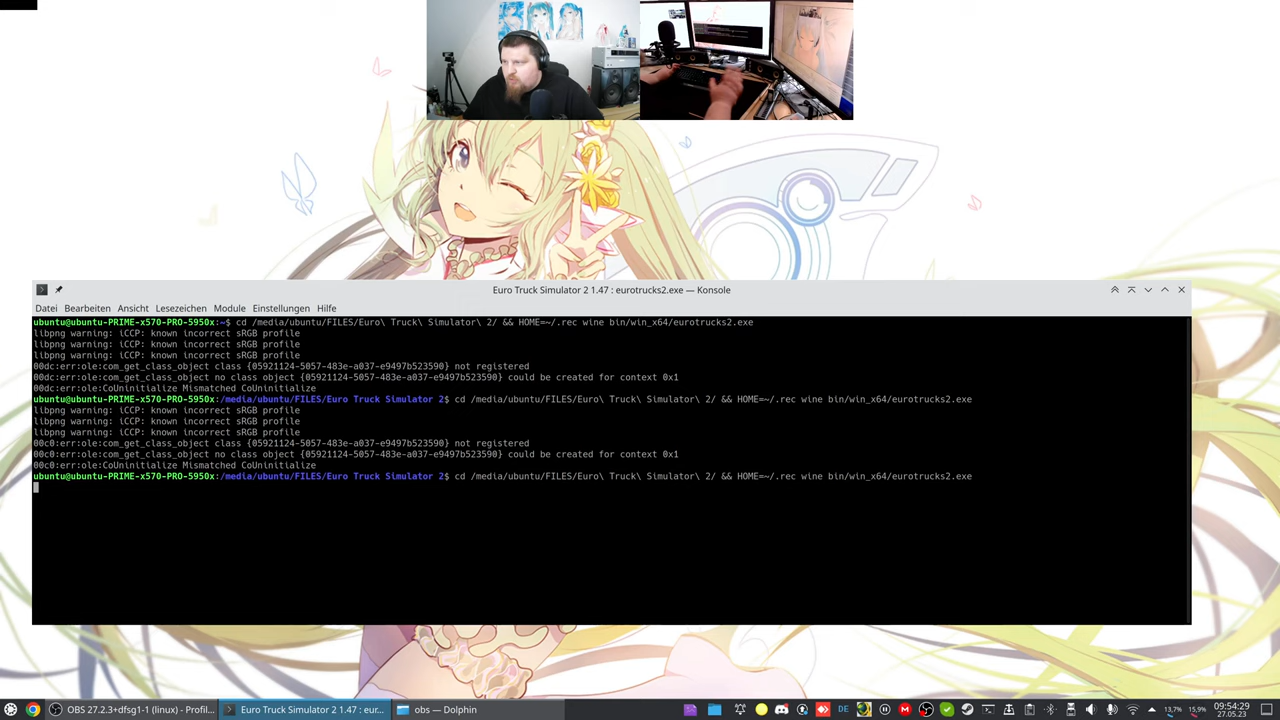 Euro Truck Simulator 2 1.47 : eurotrucks2.exe — Konsole
Datei Bearbeiten Ansicht Lesezeichen Module Einstellungen Hilfe
ubuntu@ubuntu-PRIME-x570-PRO-5950x:~$ cd /media/ubuntu/FILES/Euro\ Truck\ Simulator\ 2/ && HOME=~/.rec wine bin/win_x64/eurotrucks2.exe
libpng warning: iCCP: known incorrect sRGB profile
libpng warning: iCCP: known incorrect sRGB profile
libpng warning: iCCP: known incorrect sRGB profile
00dc:err:ole:com_get_class_object class {05921124-5057-483e-a037-e9497b523590} not registered
00dc:err:ole:com_get_class_object no class object {05921124-5057-483e-a037-e9497b523590} could be created for context 0x1
00dc:err:ole:CoUninitialize Mismatched CoUninitialize
ubuntu@ubuntu-PRIME-x570-PRO-5950x:/media/ubuntu/FILES/Euro Truck Simulator 2$ cd /media/ubuntu/FILES/Euro\ Truck\ Simulator\ 2/ && HOME=~/.rec wine bin/win_x64/eurotrucks2.exe
libpng warning: iCCP: known incorrect sRGB profile
libpng warning: iCCP: known incorrect sRGB profile
libpng warning: iCCP: known incorrect sRGB profile
00c0:err:ole:com_get_class_object class {05921124-5057-483e-a037-e9497b523590} not registered
00c0:err:ole:com_get_class_object no class object {05921124-5057-483e-a037-e9497b523590} could be created for context 0x1
00c0:err:ole:CoUninitialize Mismatched CoUninitialize
ubuntu@ubuntu-PRIME-x570-PRO-5950x:/media/ubuntu/FILES/Euro Truck Simulator 2$ cd /media/ubuntu/FILES/Euro\ Truck\ Simulator\ 2/ && HOME=~/.rec wine bin/win_x64/eurotrucks2.exe
OBS 27.2.3+dfsg1-1 (linux) - Profil... Euro Truck Simulator 2 1.47 : eur... obs — Dolphin DE 13,7% 15,9% 09:54:29
27.05.23